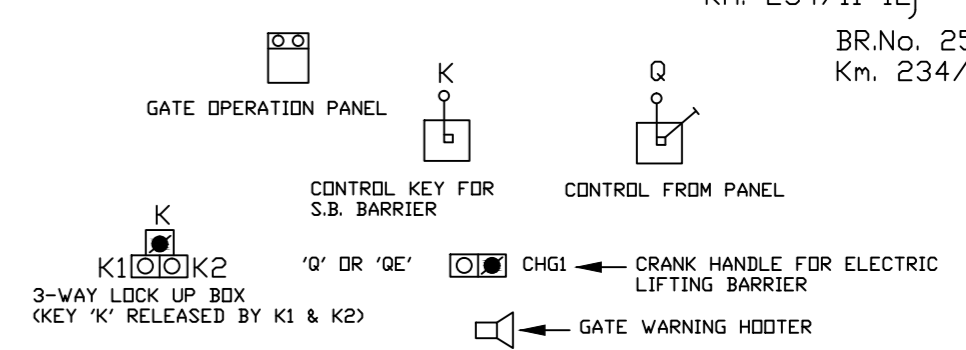 BR.No. 25
Km. 234/
GATE OPERATION PANEL
K
Q
CONTROL KEY FOR
S.B. BARRIER
CONTROL FROM PANEL
K
K1
K2
3-WAY LOCK UP BOX
(KEY 'K' RELEASED BY K1 & K2)
'Q' OR 'QE'
CHG1
CRANK HANDLE FOR ELECTRIC
LIFTING BARRIER
GATE WARNING HOOTER